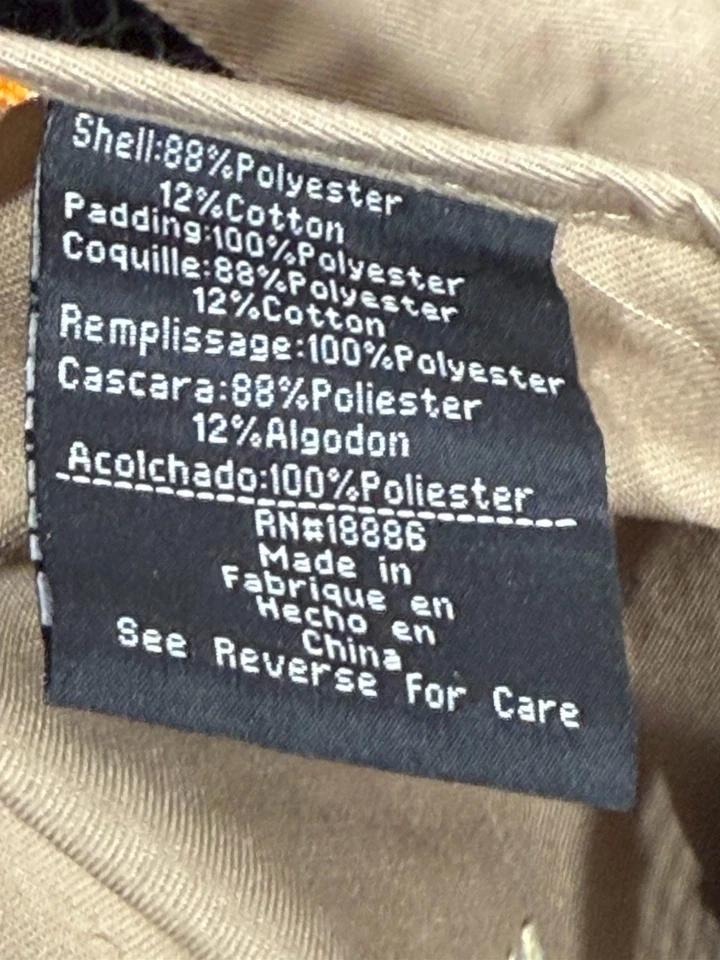 Shell:88%Polyester
12%Cotton
Padding:100%Polyester
Coquille:88%Polyester
12%Cotton
Remplissage:100%Polyester
Cascara:88%Poliester
12%Algodon
Acolchado:100%Poliester
RN#18886
Made in
Fabrique en
Hecho en
China
See Reverse For Care